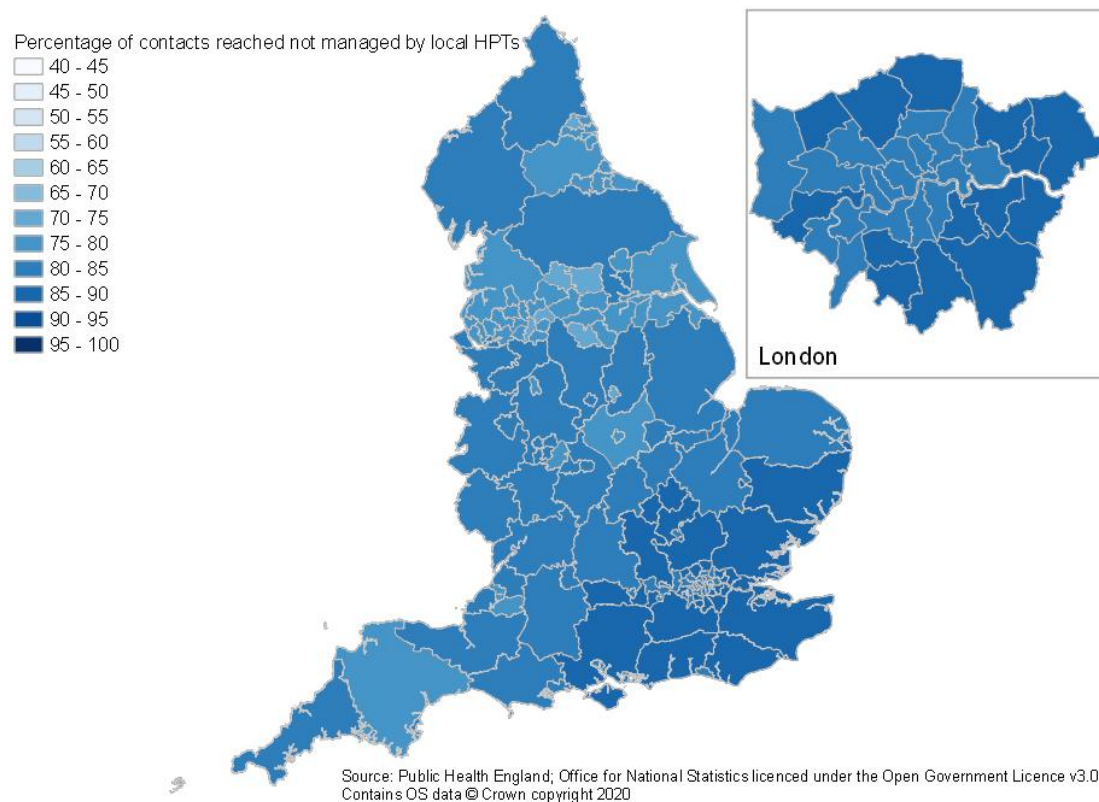 Percentage of contacts reached not managed by local HPTs
40 - 45
45 - 50
50 - 55
55 - 60
60 - 65
65 - 70
70 - 75
75 - 80
80 - 85
85 - 90
90 - 95
95 - 100
London
Source: Public Health England; Office for National Statistics licenced under the Open Government Licence v3.0
Contains OS data © Crown copyright 2020